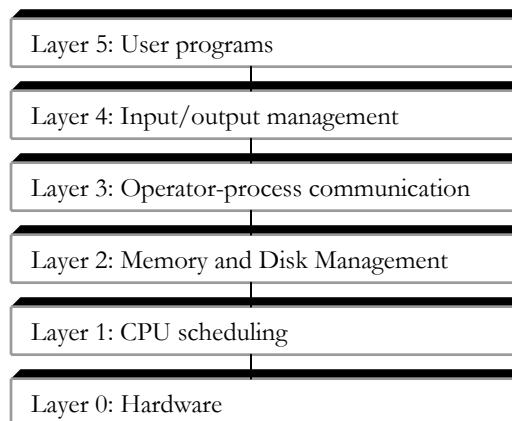 Layer 5: User programs
Layer 4: Input/output management
Layer 3: Operator-process communication
Layer 2: Memory and Disk Management
Layer 1: CPU scheduling
Layer 0: Hardware